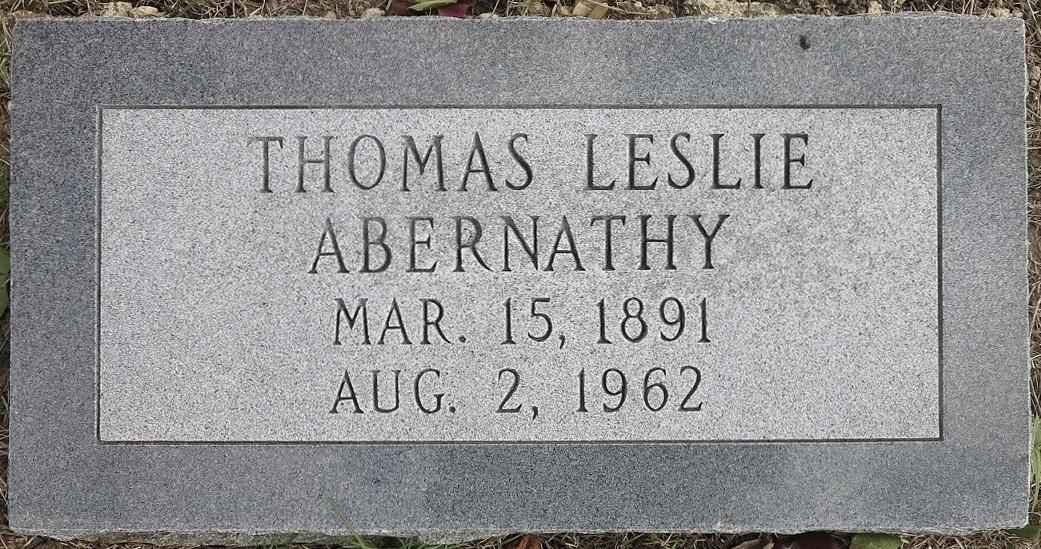 THOMAS LESLIE
ABERNATHY
MAR. 15, 1891
AUG. 2, 1962